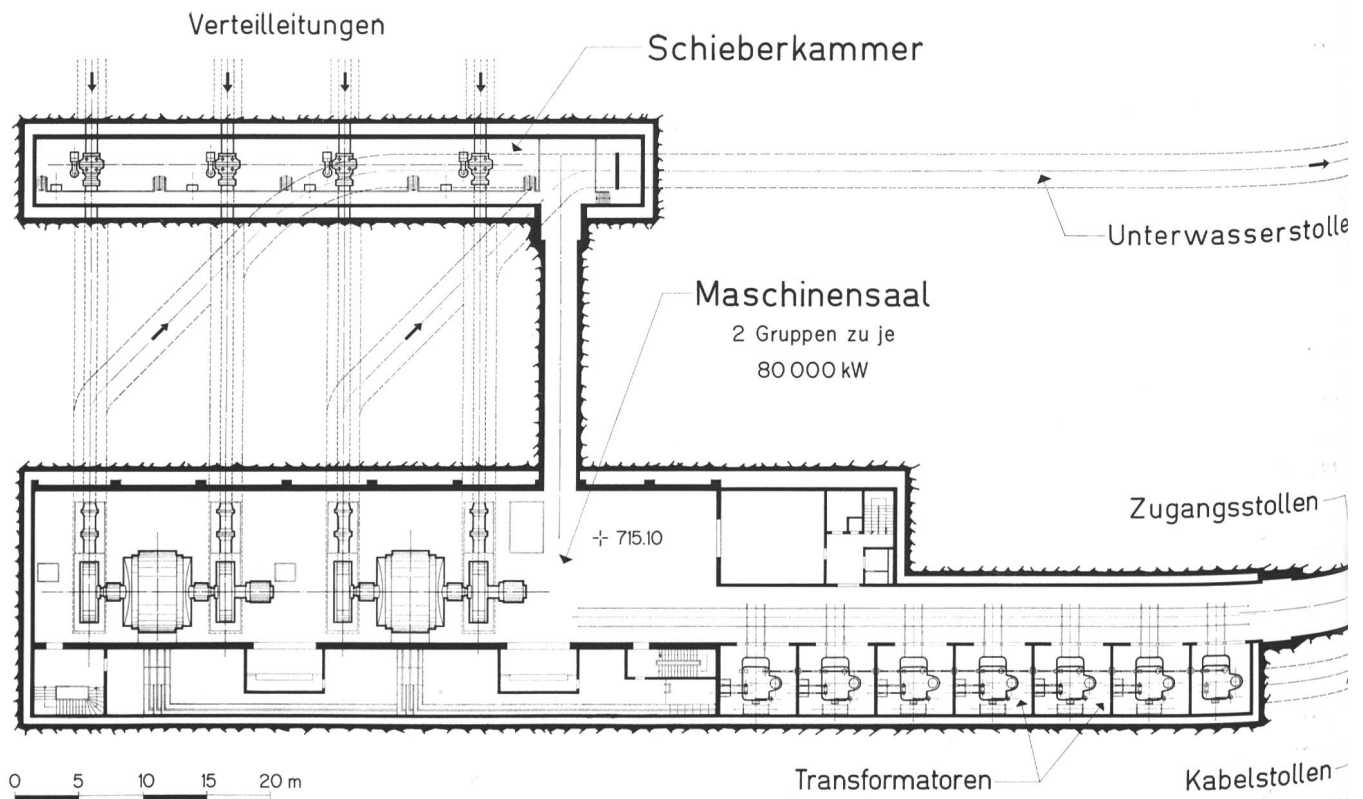 Verteilleitungen
Schieberkammer
Unterwasserstolle
Maschinensaal
2 Gruppen zu je
80 000 kW
Zugangsstollen
715.10
Transformatoren
Kabelstollen
0 5 10 15 20 m